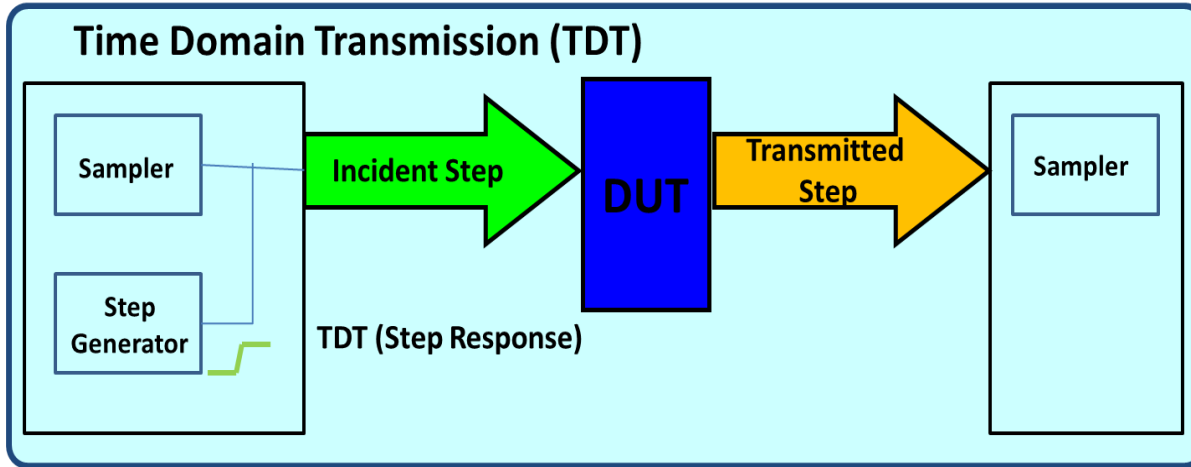 Time Domain Transmission (TDT)
Sampler
Incident Step
DUT
Transmitted
Step
Sampler
Step
Generator
TDT (Step Response)